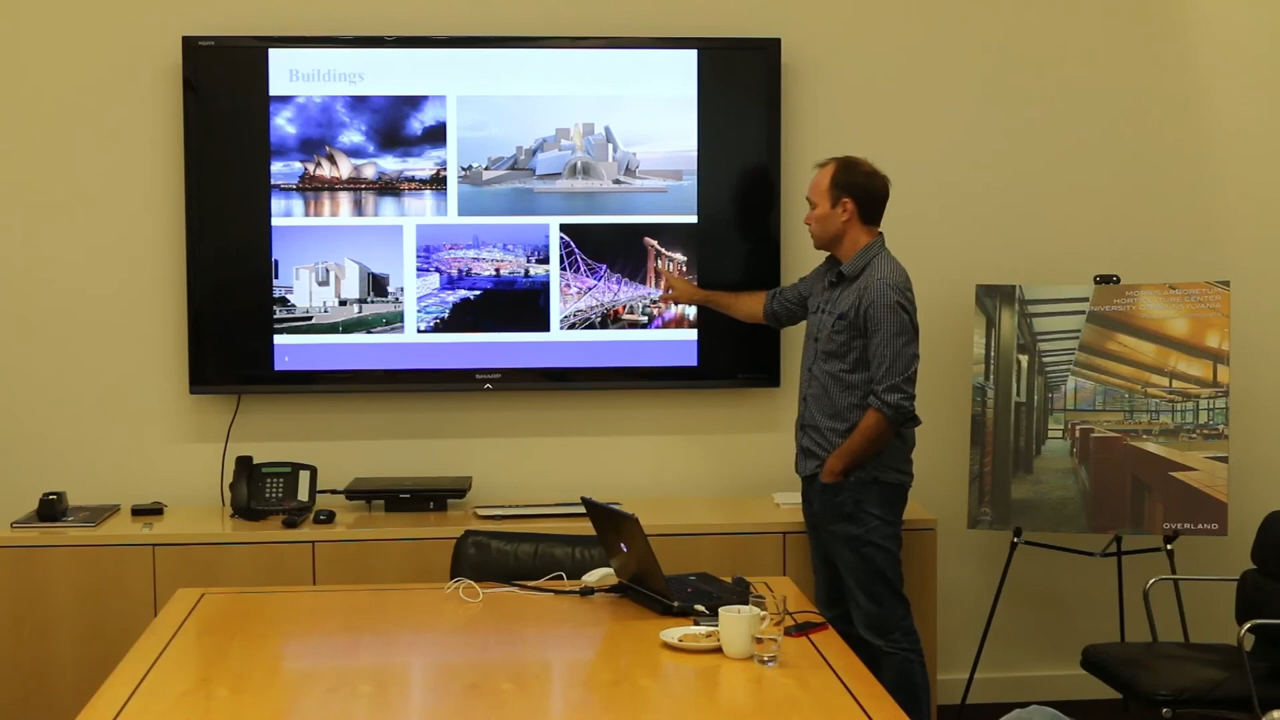 Buildings
SHARP
MORRIS ARBORETUM
HORTICULTURE CENTER
UNIVERSITY OF PENNSYLVANIA
OVERLAND